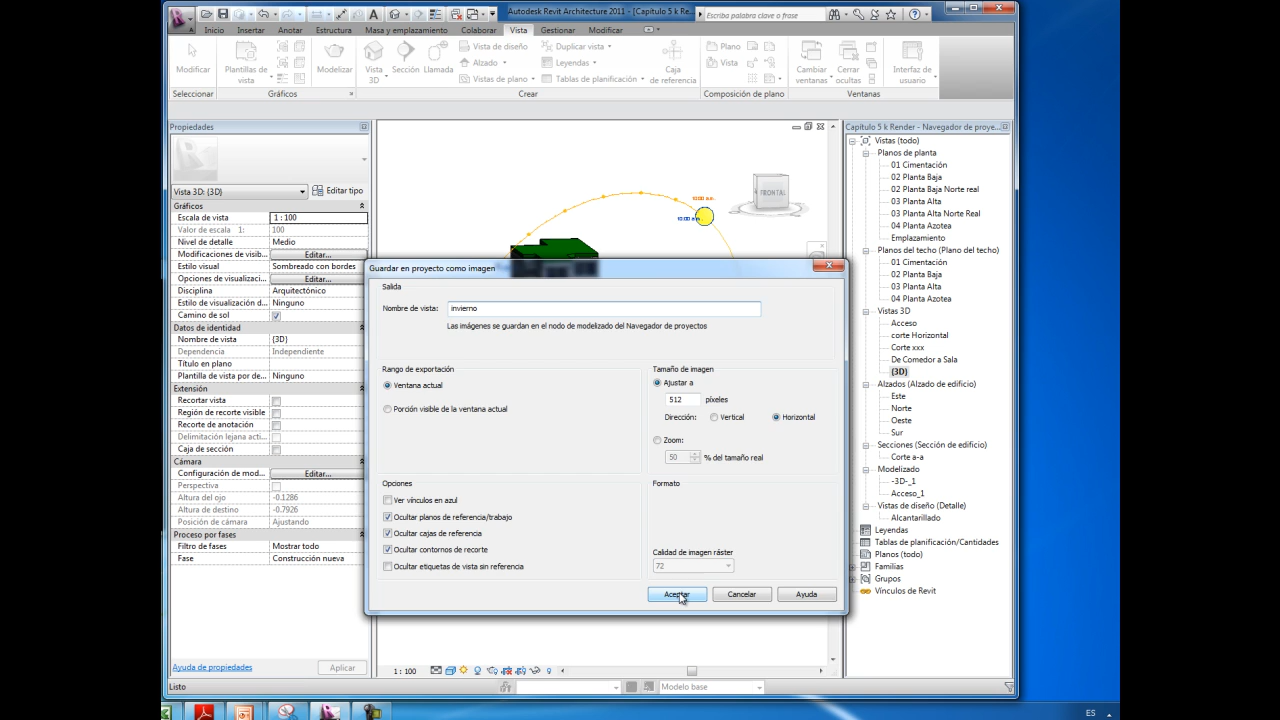 Autodesk Revit Architecture 2011 - [Capítulo 5 k Re...
Escriba palabra clave o frase
Inicio
Insertar
Anotar
Estructura
Masa y emplazamiento
Colaborar
Vista
Gestionar
Modificar
Modificar
Plantillas de vista
Modelizar
Vista 3D
Sección
Llamada
Vista de diseño
Alzado
Vistas de plano
Duplicar vista
Leyendas
Tablas de planificación
Caja de referencia
Plano
Vista
Cambiar ventanas
Cerrar ocultas
Interfaz de usuario
Seleccionar
Gráficos
Crear
Composición de plano
Ventanas
Propiedades
Vista 3D: {3D}
Editar tipo
Gráficos
Escala de vista 1 : 100
Valor de escala 1: 100
Nivel de detalle Medio
Modificaciones de visib... Editar...
Estilo visual Sombreado con bordes
Opciones de visualizaci... Editar...
Disciplina Arquitectónico
Estilo de visualización d... Ninguno
Camino de sol
Datos de identidad
Nombre de vista {3D}
Dependencia Independiente
Título en plano
Plantilla de vista por de... Ninguno
Extensión
Recortar vista
Región de recorte visible
Recorte de anotación
Delimitación lejana acti...
Caja de sección
Cámara
Configuración de mod... Editar...
Perspectiva
Altura del ojo -0.1286
Altura de destino -0.7926
Posición de cámara Ajustando
Proceso por fases
Filtro de fases Mostrar todo
Fase Construcción nueva
Ayuda de propiedades
Aplicar
FRONTAL
Guardar en proyecto como imagen
Salida
Nombre de vista: invierno
Las imágenes se guardan en el nodo de modelizado del Navegador de proyectos
Rango de exportación
Ventana actual
Porción visible de la ventana actual
Tamaño de imagen
Ajustar a
512 píxeles
Dirección: Vertical Horizontal
Zoom:
50 % del tamaño real
Opciones
Ver vínculos en azul
Ocultar planos de referencia/trabajo
Ocultar cajas de referencia
Ocultar contornos de recorte
Ocultar etiquetas de vista sin referencia
Formato
Calidad de imagen ráster
72
Aceptar
Cancelar
Ayuda
Capítulo 5 k Render - Navegador de proye...
Vistas (todo)
Planos de planta
01 Cimentación
02 Planta Baja
02 Planta Baja Norte real
03 Planta Alta
03 Planta Alta Norte Real
04 Planta Azotea
Emplazamiento
Planos del techo (Plano del techo)
01 Cimentación
02 Planta Baja
03 Planta Alta
04 Planta Azotea
Vistas 3D
Acceso
corte Horizontal
Corte xxx
De Comedor a Sala
{3D}
Alzados (Alzado de edificio)
Este
Norte
Oeste
Sur
Secciones (Sección de edificio)
Corte a-a
Modelizado
-3D-_1
Acceso_1
Vistas de diseño (Detalle)
Alcantarillado
Leyendas
Tablas de planificación/Cantidades
Planos (todo)
Familias
Grupos
Vínculos de Revit
1 : 100
Listo
Modelo base
ES